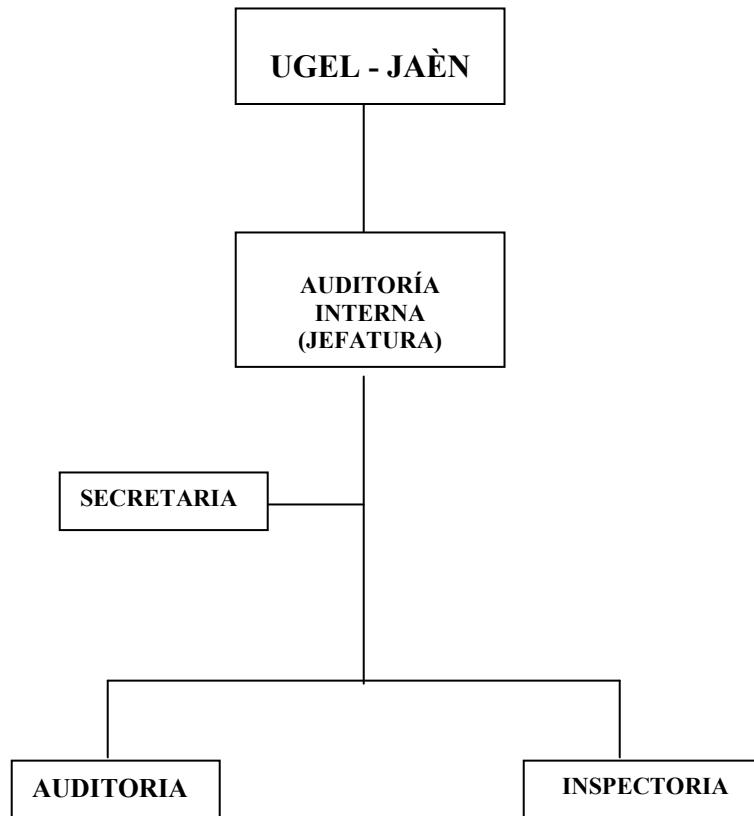 UGEL - JAÈN
AUDITORÍA
INTERNA
(JEFATURA)
SECRETARIA
AUDITORIA
INSPECTORIA